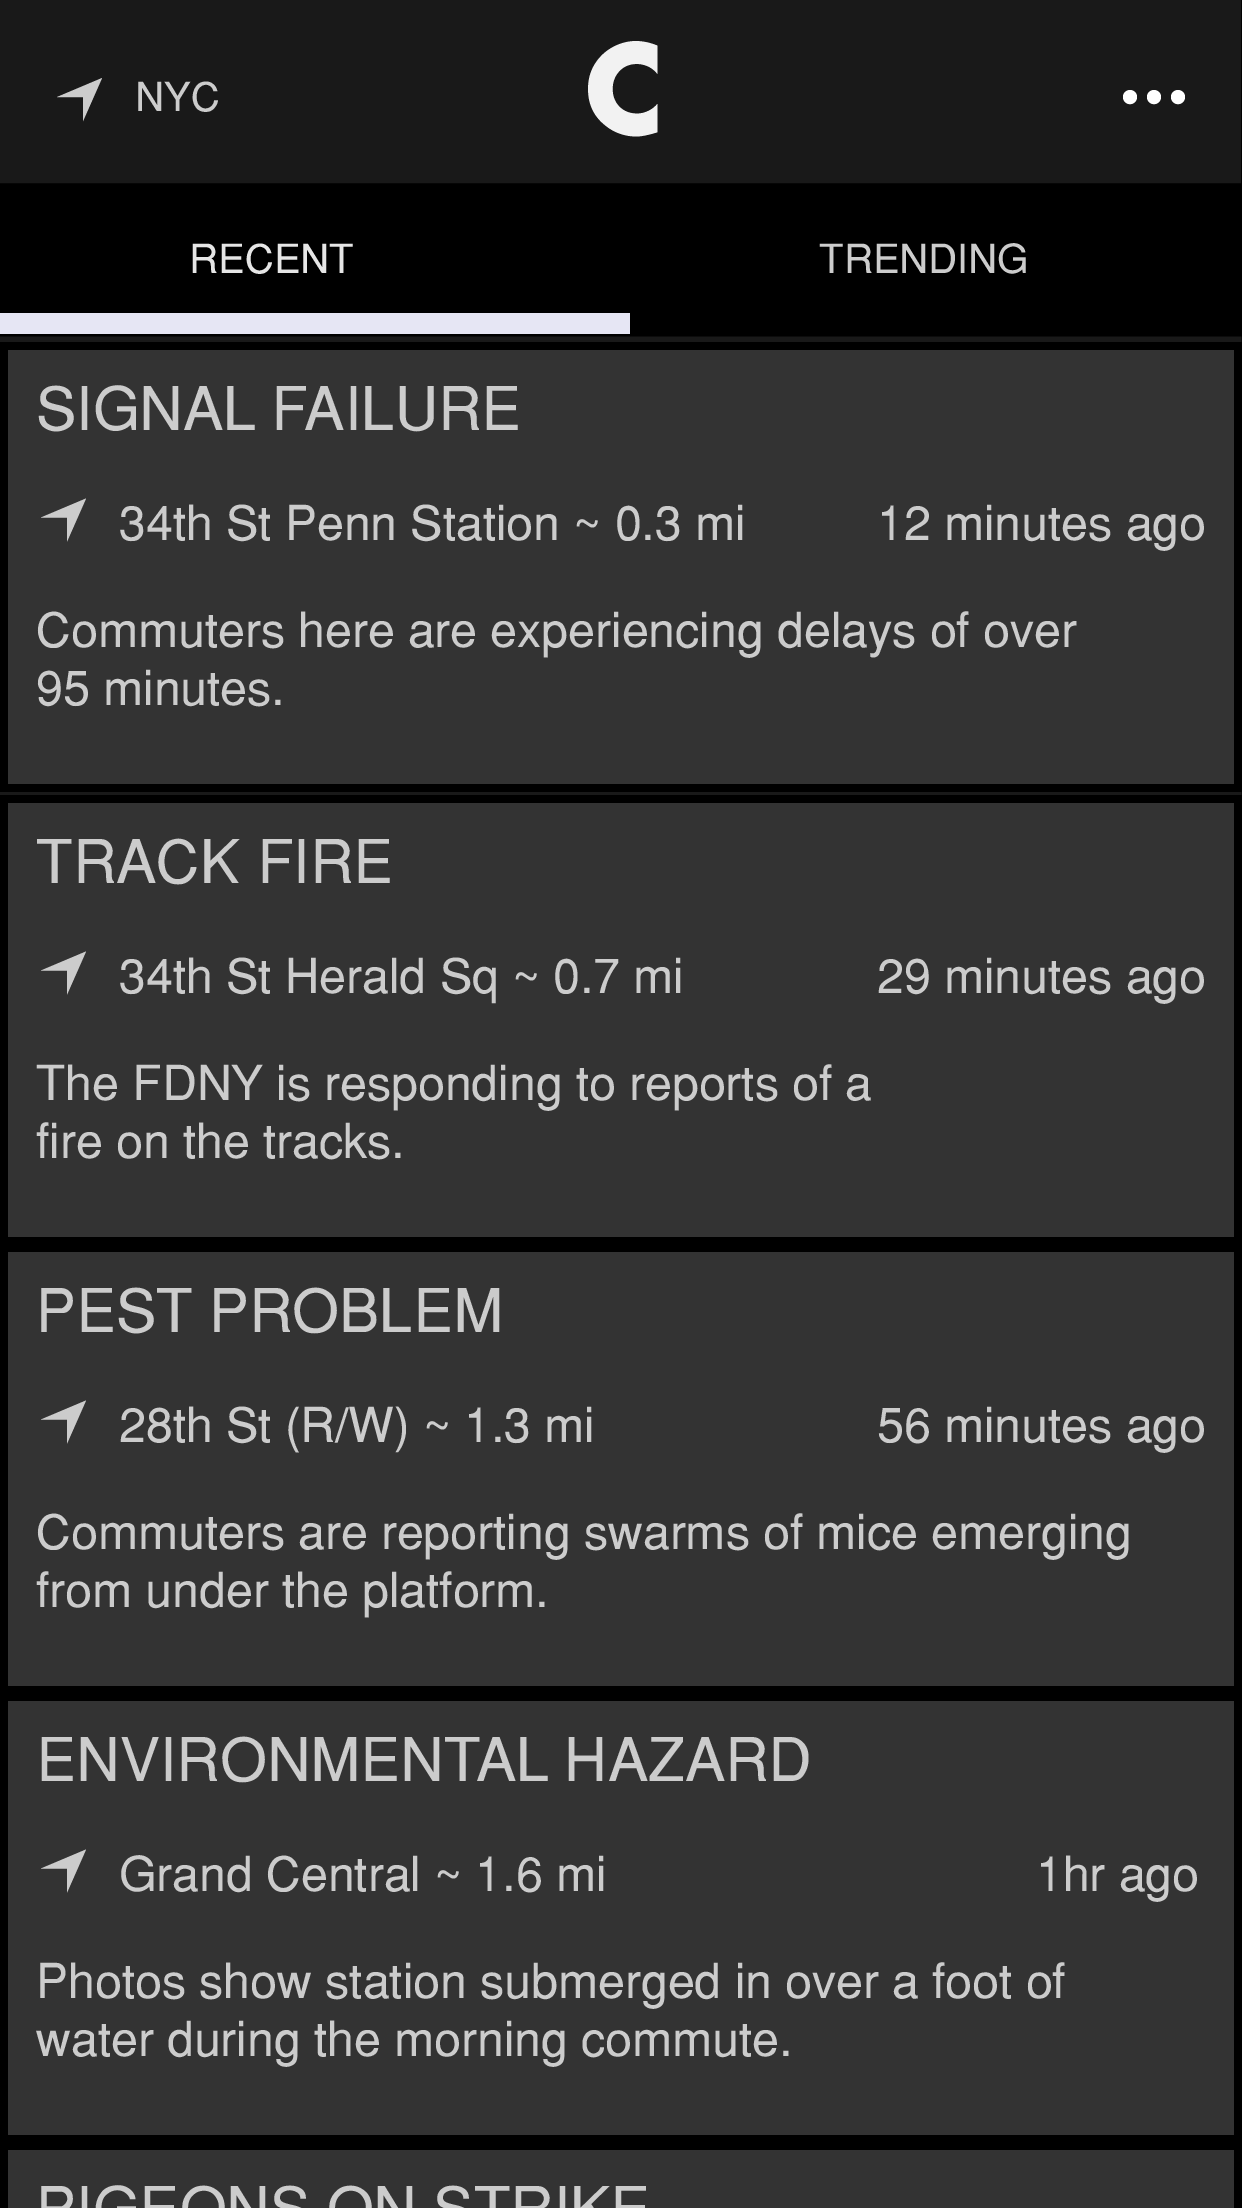 NYC
C
RECENT
TRENDING
SIGNAL FAILURE
34th St Penn Station ~ 0.3 mi
12 minutes ago
Commuters here are experiencing delays of over
95 minutes.
TRACK FIRE
34th St Herald Sq ~ 0.7 mi
29 minutes ago
The FDNY is responding to reports of a
fire on the tracks.
PEST PROBLEM
28th St (R/W) ~ 1.3 mi
56 minutes ago
Commuters are reporting swarms of mice emerging
from under the platform.
ENVIRONMENTAL HAZARD
Grand Central ~ 1.6 mi
1hr ago
Photos show station submerged in over a foot of
water during the morning commute.
PIGEONS ON STRIKE